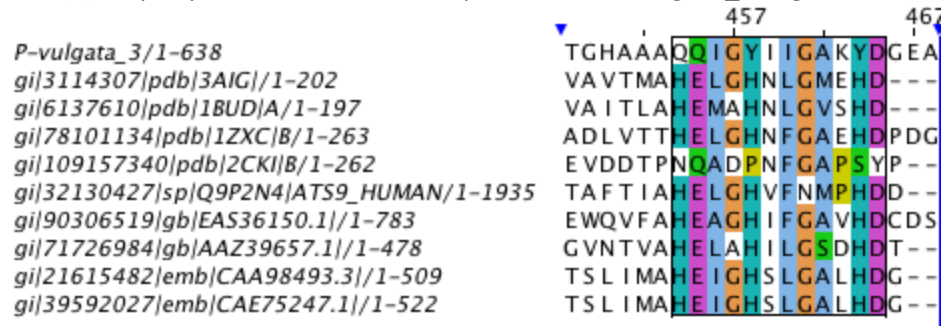 457 467
P-vulgata_3/1-638 TGHAAAQQIGYIIGAKYDGEA
gi|3114307|pdb|3AIG|/1-202 VAVTMAHELGHNLGMEHD---
gi|6137610|pdb|1BUD|A/1-197 VAITLAHEMAHNLGVSHD---
gi|78101134|pdb|1ZXC|B/1-263 ADLVTTHELGHNFGAEHDPDG
gi|109157340|pdb|2CKI|B/1-262 EVDDTPNQADPNFGAPSYP--
gi|32130427|sp|Q9P2N4|ATS9_HUMAN/1-1935 TAFTIAHELGHVFNMPHDD--
gi|90306519|gb|EAS36150.1|/1-783 EWQVFAHEAGHIFGAVHDCDS
gi|71726984|gb|AAZ39657.1|/1-478 GVNTVAHELAHILGSDHDT--
gi|21615482|emb|CAA98493.3|/1-509 TSLIMAHEIGHSLGALHDG--
gi|39592027|emb|CAE75247.1|/1-522 TSLIMAHEIGHSLGALHDG--